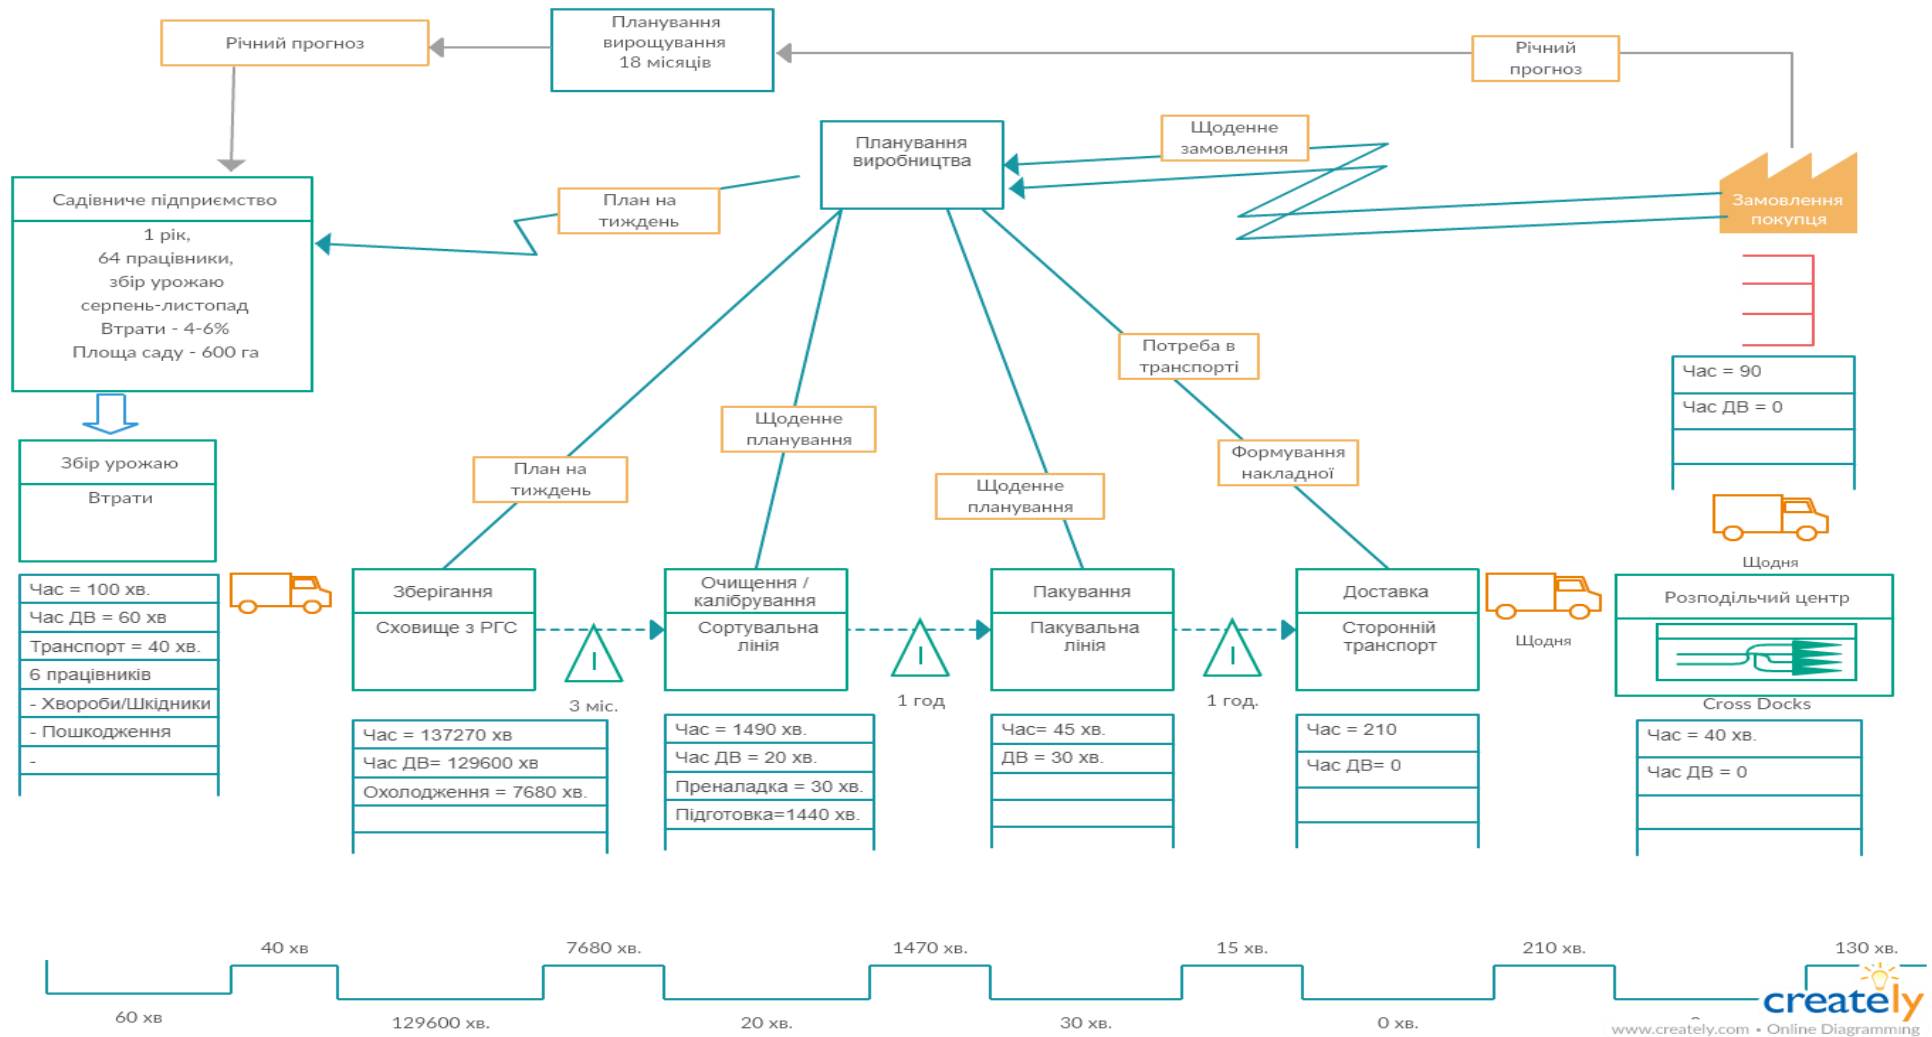 Річний прогноз
Планування
вирощування
18 місяців
Річний
прогноз
Планування
виробництва
Щоденне
замовлення
План на
тиждень
Замовлення
покупця
Садівниче підприємство
1 рік,
64 працівники,
збір урожаю
серпень-листопад
Втрати - 4-6%
Площа саду - 600 га
Потреба в
транспорті
Щоденне
планування
План на
тиждень
Щоденне
планування
Формування
накладної
Час = 90
Час ДВ = 0
Щодня
Збір урожаю
Втрати
Час = 100 хв.
Час ДВ = 60 хв
Транспорт = 40 хв.
6 працівників
- Хвороби/Шкідники
- Пошкодження
-
Зберігання
Сховище з РГС
I
3 міс.
Очищення /
калібрування
Сортувальна
лінія
I
1 год
Пакування
Пакувальна
лінія
I
1 год.
Доставка
Сторонній
транспорт
Щодня
Розподільчий центр
Cross Docks
Час = 137270 хв
Час ДВ= 129600 хв
Охолодження = 7680 хв.
Час = 1490 хв.
Час ДВ = 20 хв.
Преналадка = 30 хв.
Підготовка=1440 хв.
Час= 45 хв.
ДВ = 30 хв.
Час = 210
Час ДВ= 0
Час = 40 хв.
Час ДВ = 0
40 хв
7680 хв.
1470 хв.
15 хв.
210 хв.
130 хв.
60 хв
129600 хв.
20 хв.
30 хв.
0 хв.
creately
www.creately.com • Online Diagramming